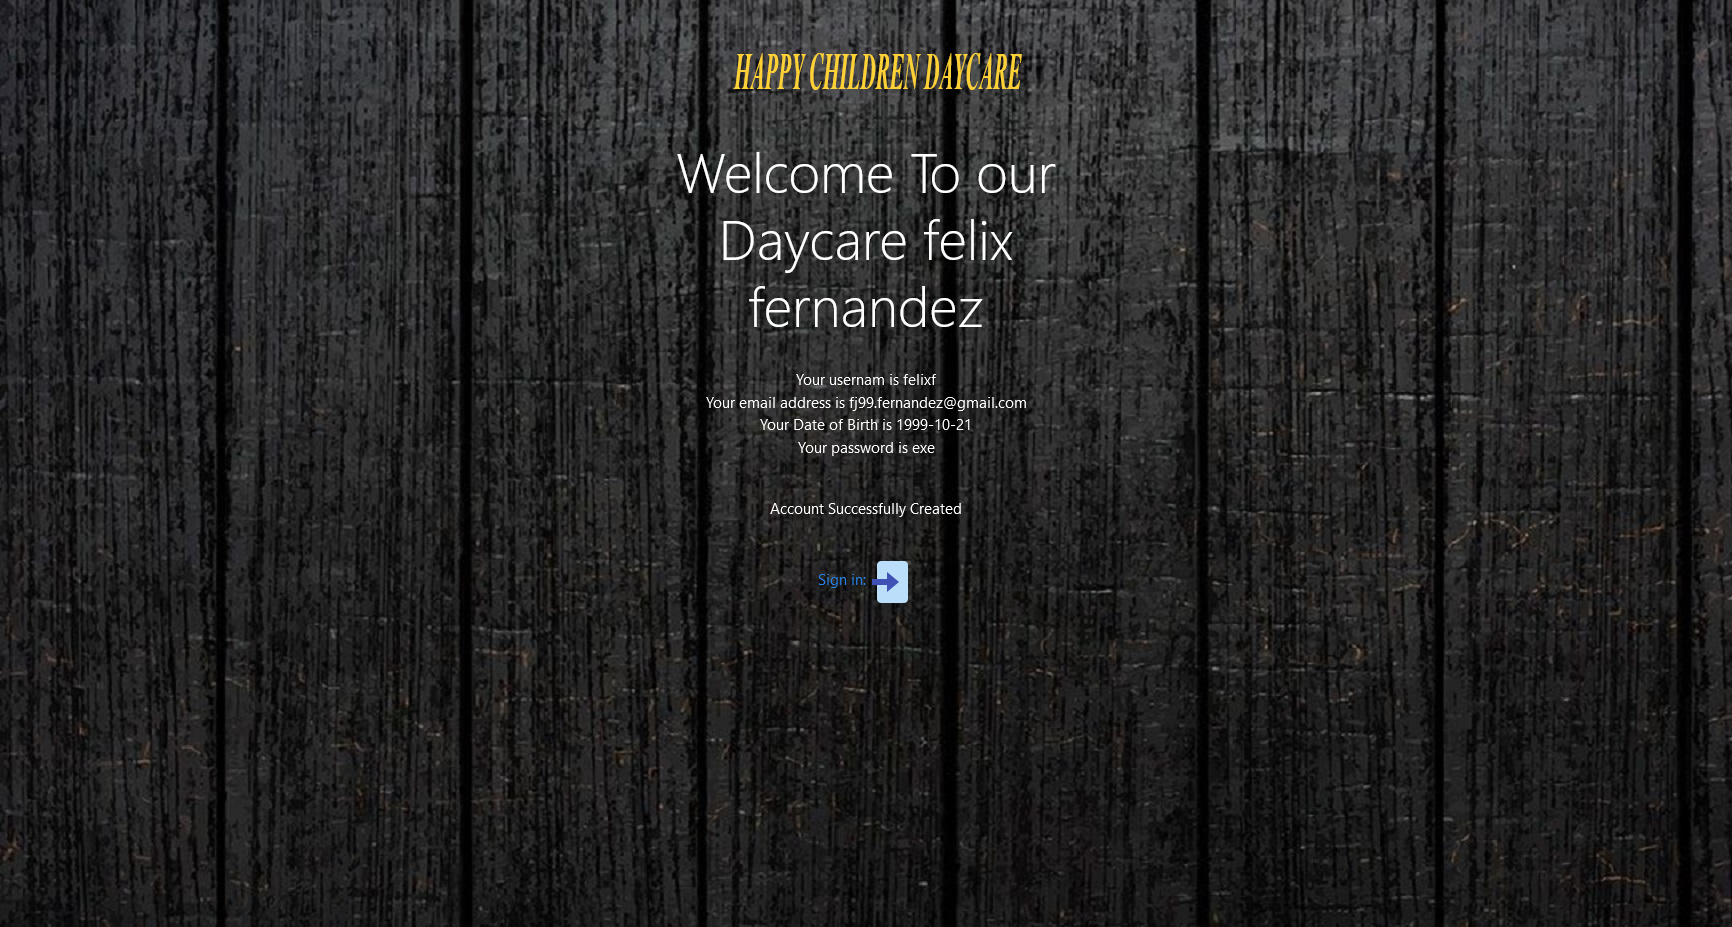 HAPPY CHILDREN DAYCARE
Welcome To our
Daycare felix
fernandez
Your usernam is felixf
Your email address is fj99.fernandez@gmail.com
Your Date of Birth is 1999-10-21
Your password is exe
Account Successfully Created
Sign in: